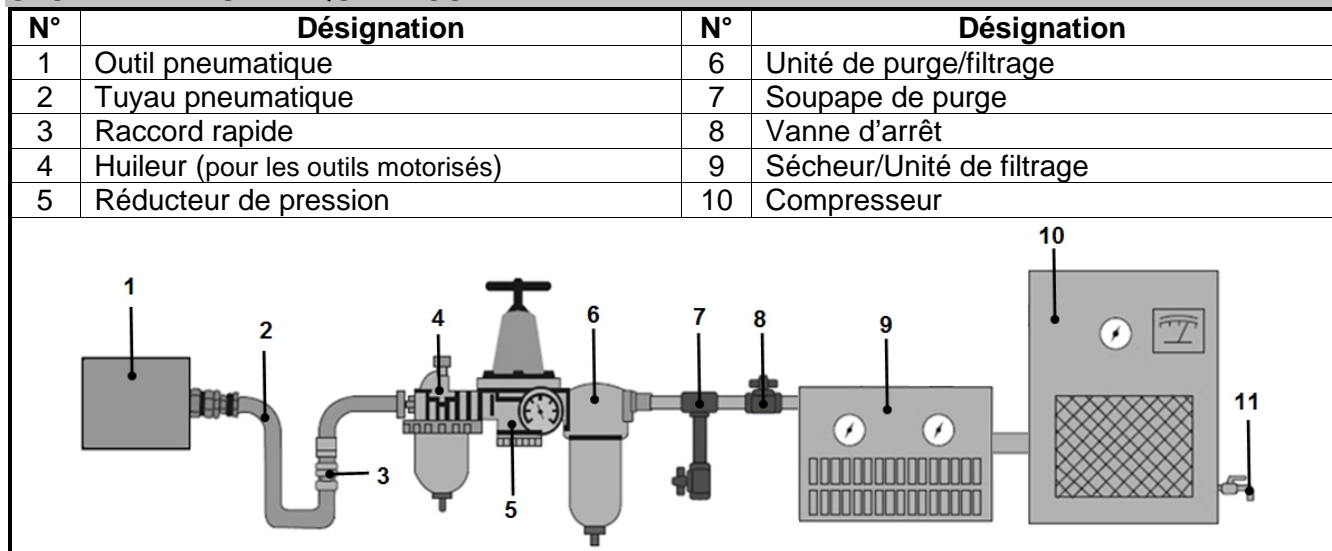 N° Désignation N° Désignation
1 Outil pneumatique 6 Unité de purge/filtrage
2 Tuyau pneumatique 7 Soupape de purge
3 Raccord rapide 8 Vanne d'arrêt
4 Huileur (pour les outils motorisés) 9 Sécheur/Unité de filtrage
5 Réducteur de pression 10 Compresseur
10
1
2
4
6
7
8
9
11
3
5